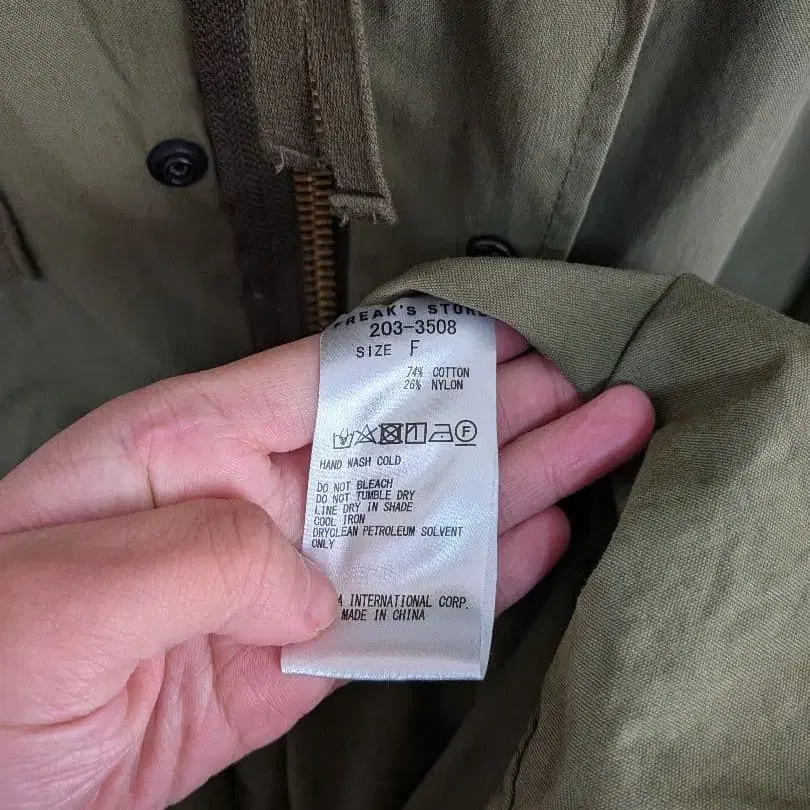 FREAK'S STORE
203-3508
SIZE F
74% COTTON
26% NYLON
F
HAND WASH COLD
DO NOT BLEACH
DO NOT TUMBLE DRY
LINE DRY IN SHADE
COOL IRON
DRYCLEAN PETROLEUM SOLVENT
ONLY
A INTERNATIONAL CORP.
MADE IN CHINA